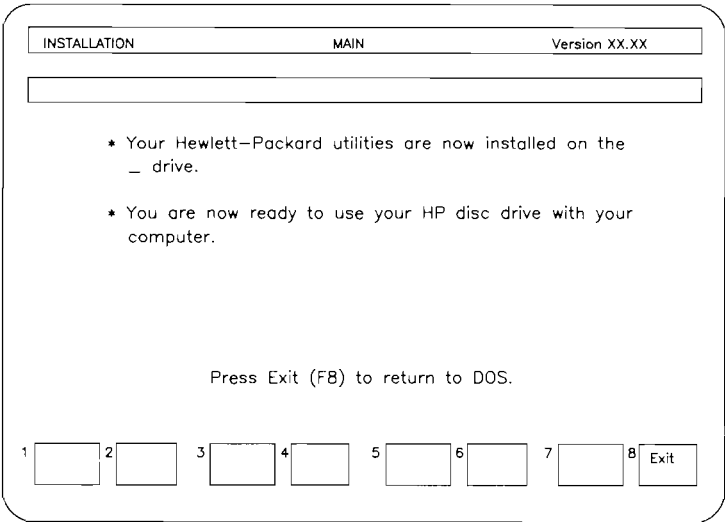 INSTALLATION MAIN Version XX.XX
* Your Hewlett-Packard utilities are now installed on the
_ drive.
* You are now ready to use your HP disc drive with your
computer.
Press Exit (F8) to return to DOS.
1 2 3 4 5 6 7 8 Exit